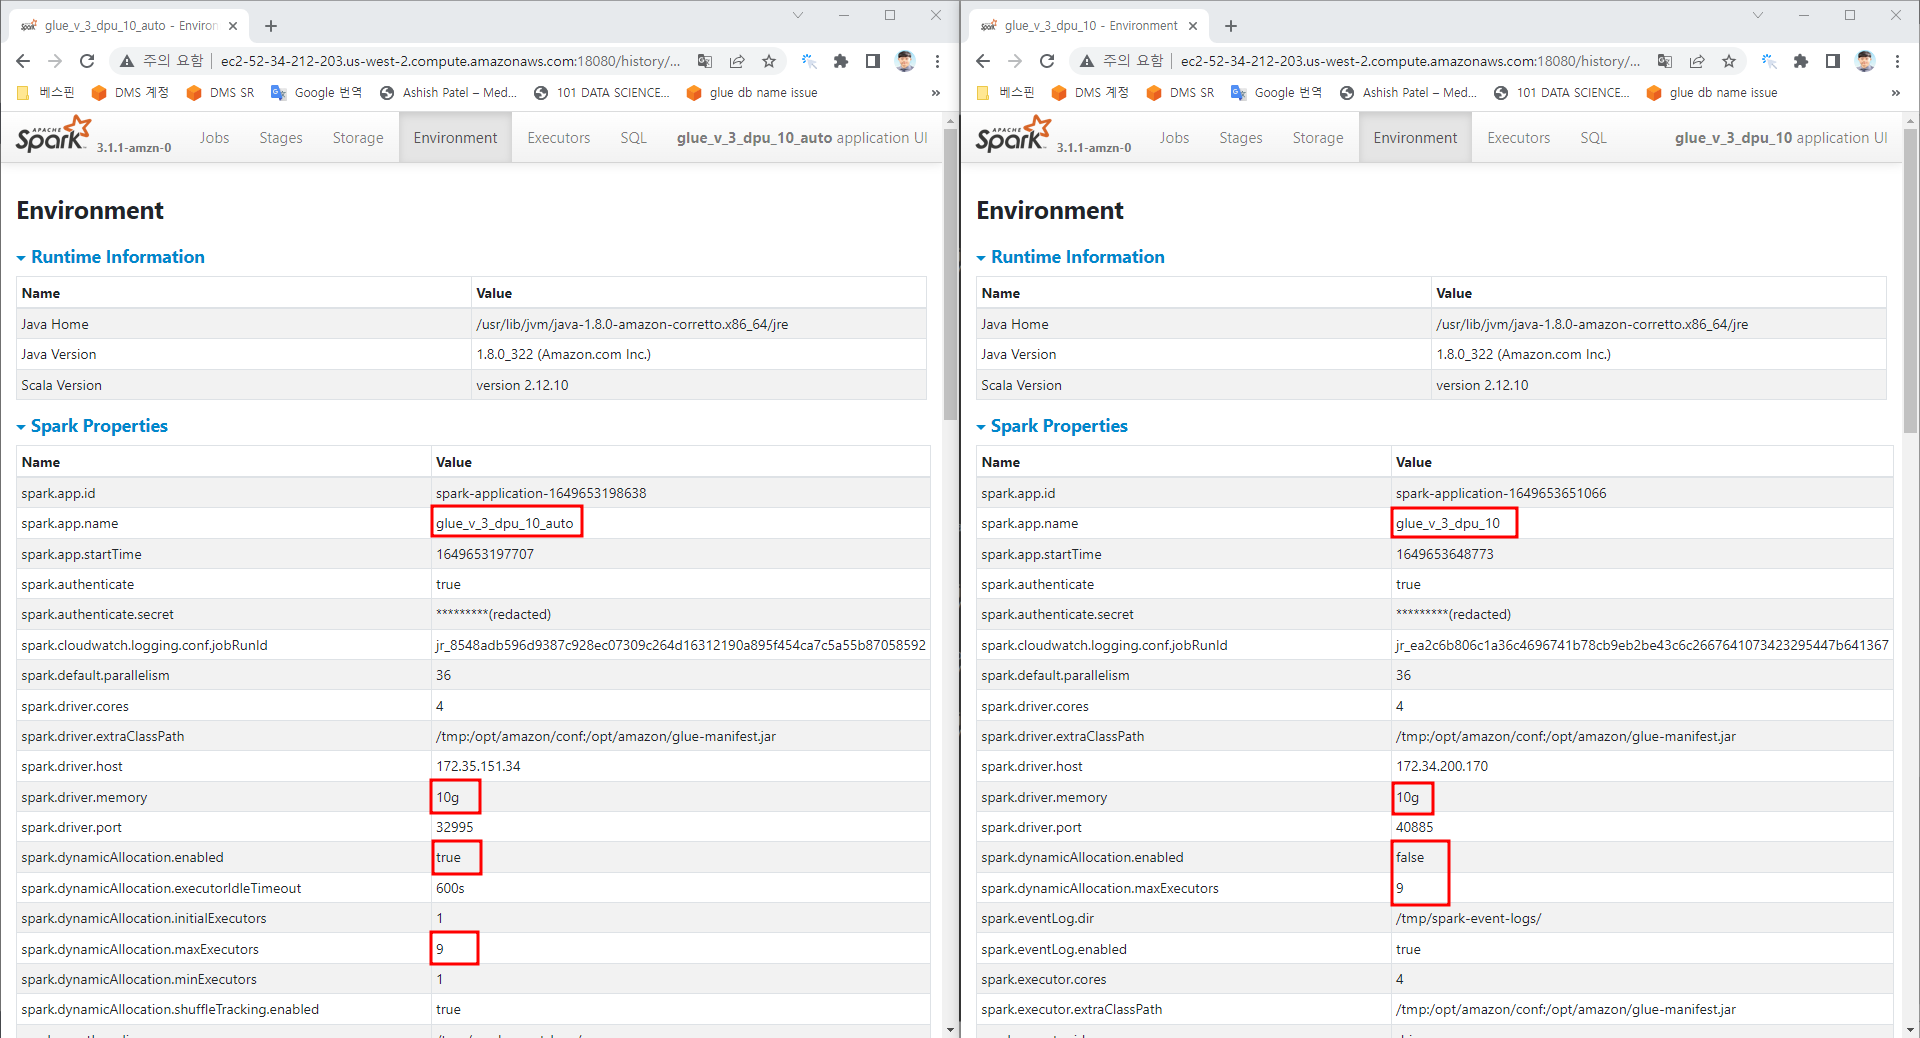 glue_v_3_dpu_10_auto - Environ
주의 요함
ec2-52-34-212-203.us-west-2.compute.amazonaws.com:18080/history/...
베스핀
DMS 계정
DMS SR
Google 번역
Ashish Patel – Med...
101 DATA SCIENCE...
glue db name issue
»
APACHE
Spark
3.1.1-amzn-0
Jobs
Stages
Storage
Environment
Executors
SQL
glue_v_3_dpu_10_auto application UI
Environment
Runtime Information
Name Value
Java Home /usr/lib/jvm/java-1.8.0-amazon-corretto.x86_64/jre
Java Version 1.8.0_322 (Amazon.com Inc.)
Scala Version version 2.12.10
Spark Properties
Name Value
spark.app.id spark-application-1649653198638
spark.app.name glue_v_3_dpu_10_auto
spark.app.startTime 1649653197707
spark.authenticate true
spark.authenticate.secret *********(redacted)
spark.cloudwatch.logging.conf.jobRunId jr_8548adb596d9387c928ec07309c264d16312190a895f454ca7c5a55b87058592
spark.default.parallelism 36
spark.driver.cores 4
spark.driver.extraClassPath /tmp:/opt/amazon/conf:/opt/amazon/glue-manifest.jar
spark.driver.host 172.35.151.34
spark.driver.memory 10g
spark.driver.port 32995
spark.dynamicAllocation.enabled true
spark.dynamicAllocation.executorIdleTimeout 600s
spark.dynamicAllocation.initialExecutors 1
spark.dynamicAllocation.maxExecutors 9
spark.dynamicAllocation.minExecutors 1
spark.dynamicAllocation.shuffleTracking.enabled true
glue_v_3_dpu_10 - Environment
주의 요함
ec2-52-34-212-203.us-west-2.compute.amazonaws.com:18080/history/...
베스핀
DMS 계정
DMS SR
Google 번역
Ashish Patel – Med...
101 DATA SCIENCE...
glue db name issue
»
APACHE
Spark
3.1.1-amzn-0
Jobs
Stages
Storage
Environment
Executors
SQL
glue_v_3_dpu_10 application UI
Environment
Runtime Information
Name Value
Java Home /usr/lib/jvm/java-1.8.0-amazon-corretto.x86_64/jre
Java Version 1.8.0_322 (Amazon.com Inc.)
Scala Version version 2.12.10
Spark Properties
Name Value
spark.app.id spark-application-1649653651066
spark.app.name glue_v_3_dpu_10
spark.app.startTime 1649653648773
spark.authenticate true
spark.authenticate.secret *********(redacted)
spark.cloudwatch.logging.conf.jobRunId jr_ea2c6b806c1a36c4696741b78cb9eb2be43c6c2667641073423295447b641367
spark.default.parallelism 36
spark.driver.cores 4
spark.driver.extraClassPath /tmp:/opt/amazon/conf:/opt/amazon/glue-manifest.jar
spark.driver.host 172.34.200.170
spark.driver.memory 10g
spark.driver.port 40885
spark.dynamicAllocation.enabled false
spark.dynamicAllocation.maxExecutors 9
spark.eventLog.dir /tmp/spark-event-logs/
spark.eventLog.enabled true
spark.executor.cores 4
spark.executor.extraClassPath /tmp:/opt/amazon/conf:/opt/amazon/glue-manifest.jar